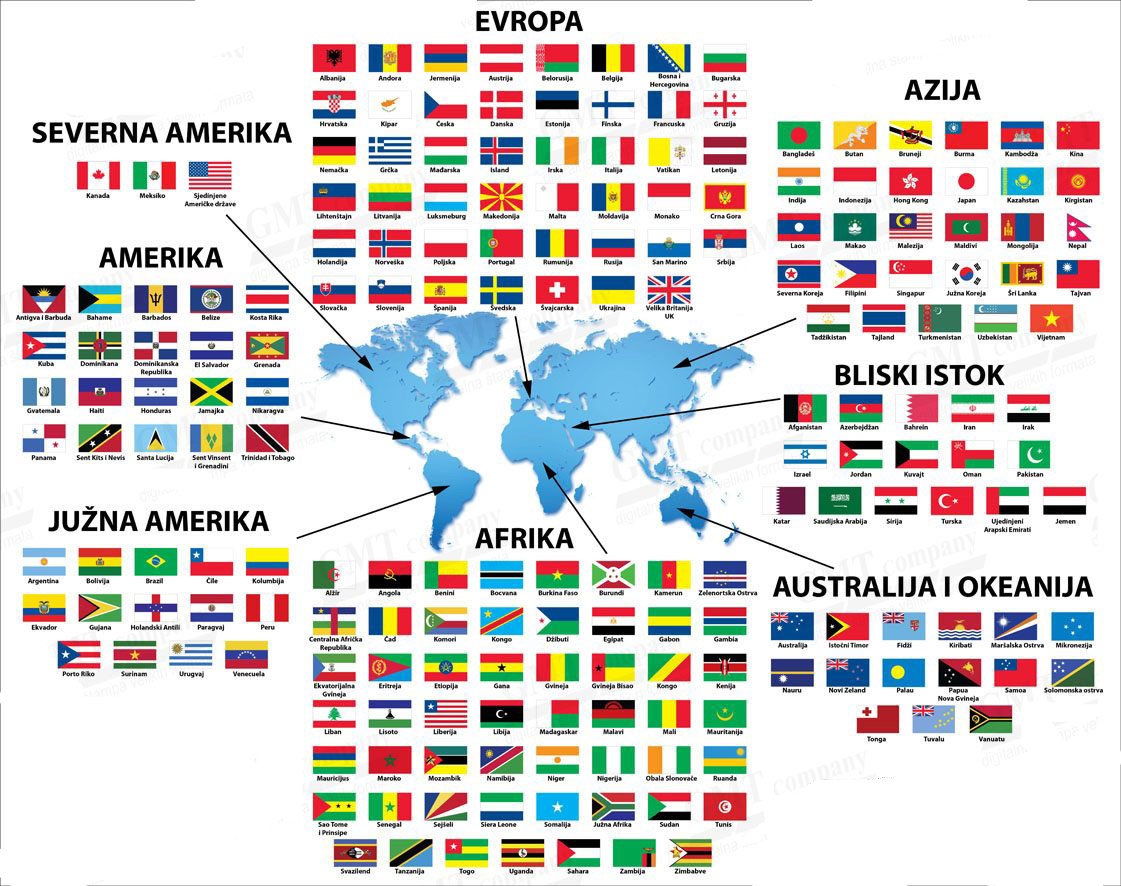 EVROPA
Albanija Andora Jermenija Austrija Belorusija Belgija Bosna i Hercegovina Bugarska
Hrvatska Kipar Češka Danska Estonija Finska Francuska Gruzija
Nemačka Grčka Mađarska Island Irska Italija Vatikan Letonija
Lihtenštajn Litvanija Luksemburg Makedonija Malta Moldavija Monako Crna Gora
Holandija Norveška Poljska Portugal Rumunija Rusija San Marino Srbija
Slovačka Slovenija Španija Švedska Švajcarska Ukrajina Velika Britanija UK
SEVERNA AMERIKA
Kanada Meksiko Sjedinjene Američke države
AMERIKA
Antigva i Barbuda Bahame Barbados Belize Kosta Rika
Kuba Dominikana Dominikanska Republika El Salvador Grenada
Gvatemala Haiti Honduras Jamajka Nikaragva
Panama Sent Kits i Nevis Santa Lucija Sent Vinsent i Grenadini Trinidad i Tobago
JUŽNA AMERIKA
Argentina Bolivija Brazil Čile Kolumbija
Ekvador Gujana Holandski Antili Paragvaj Peru
Porto Riko Surinam Urugvaj Venecuela
AZIJA
Bangladeš Butan Bruneji Burma Kambodža Kina
Indija Indonezija Hong Kong Japan Kazahstan Kirgistan
Laos Makao Malezija Maldivi Mongolija Nepal
Severna Koreja Filipini Singapur Južna Koreja Šri Lanka Tajvan
Tadžikistan Tajland Turkmenistan Uzbekistan Vijetnam
BLISKI ISTOK
Afganistan Azerbejdžan Bahrein Iran Irak
Izrael Jordan Kuvajt Oman Pakistan
Katar Saudijska Arabija Sirija Turska Ujedinjeni Arapski Emirati Jemen
AFRIKA
Alžir Angola Benini Bocvana Burkina Faso Burundi Kamerun Zelenortska Ostrva
Centralna Afrička Republika Čad Komori Kongo Džibuti Egipat Gabon Gambia
Ekvatorijalna Gvineja Eritreja Etiopija Gana Gvineja Gvineja Bisao Kongo Kenija
Liban Lisoto Liberija Libija Madagaskar Malavi Mali Mauritanija
Mauricijus Maroko Mozambik Namibija Niger Nigerija Obala Slonovače Ruanda
Sao Tome i Prinsipe Senegal Sejšeli Siera Leone Somalija Južna Afrika Sudan Tunis
Svazilend Tanzanija Togo Uganda Sahara Zambija Zimbabve
AUSTRALIJA I OKEANIJA
Australija Istočni Timor Fidži Kiribati Maršalska Ostrva Mikronezija
Nauru Novi Zeland Palau Papua Nova Gvineja Samoa Solomonska ostrva
Tonga Tuvalu Vanuatu
GMT company